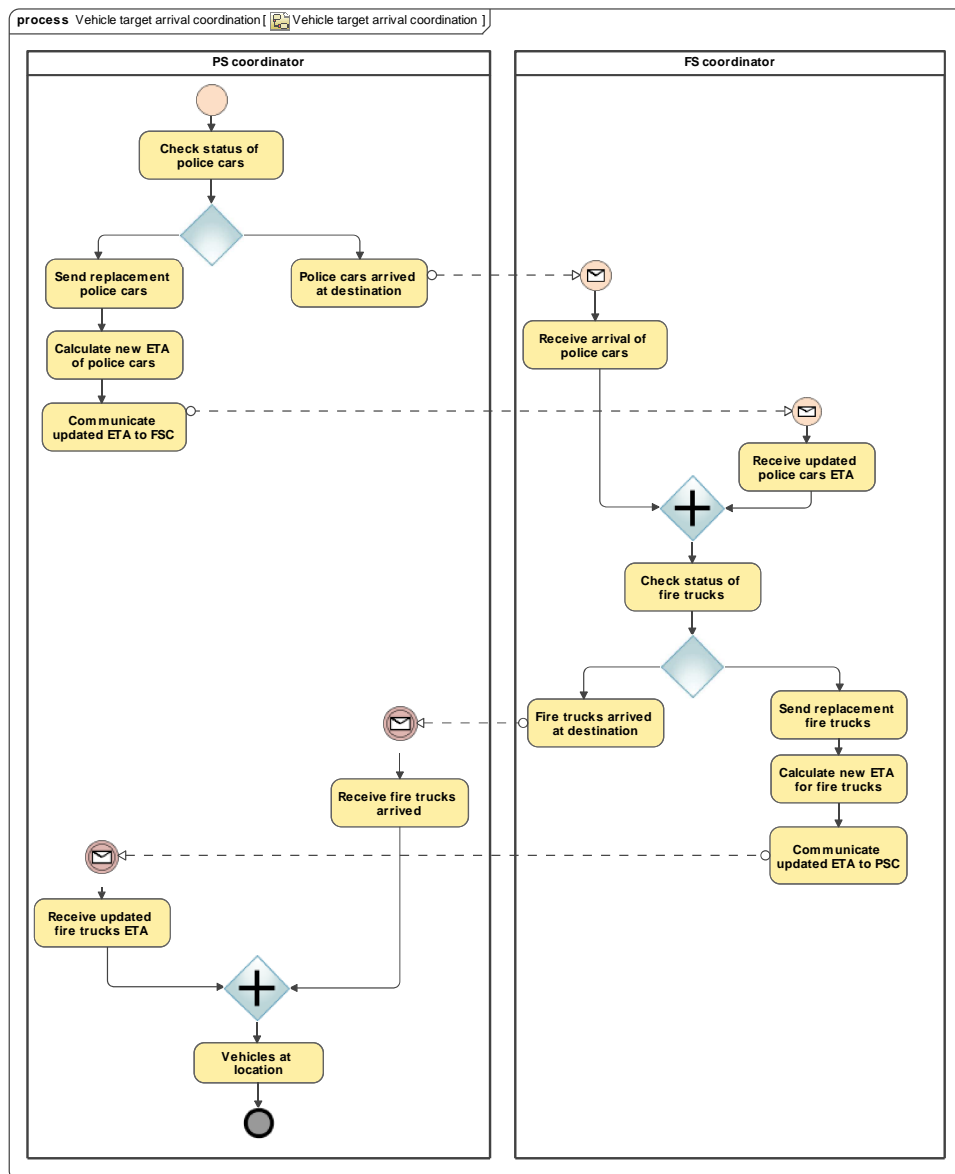 process Vehicle target arrival coordination [ Vehicle target arrival coordination ]
PS coordinator
FS coordinator
Check status of
police cars
Send replacement
police cars
Police cars arrived
at destination
Calculate new ETA
of police cars
Receive arrival of
police cars
Communicate
updated ETA to FSC
Receive updated
police cars ETA
Check status of
fire trucks
Fire trucks arrived
at destination
Send replacement
fire trucks
Calculate new ETA
for fire trucks
Receive fire trucks
arrived
Communicate
updated ETA to PSC
Receive updated
fire trucks ETA
Vehicles at
location